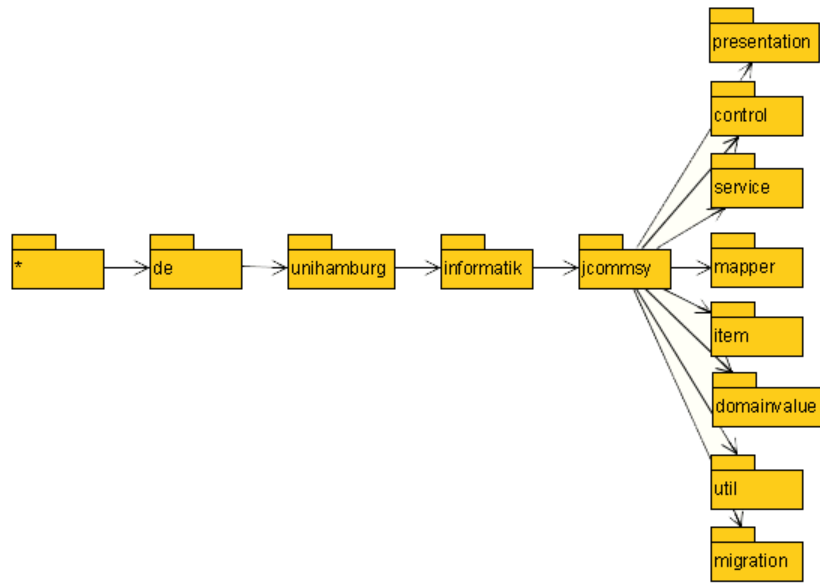 presentation
control
service
* de unihamburg informatik jcommsy mapper
item
domainvalue
util
migration